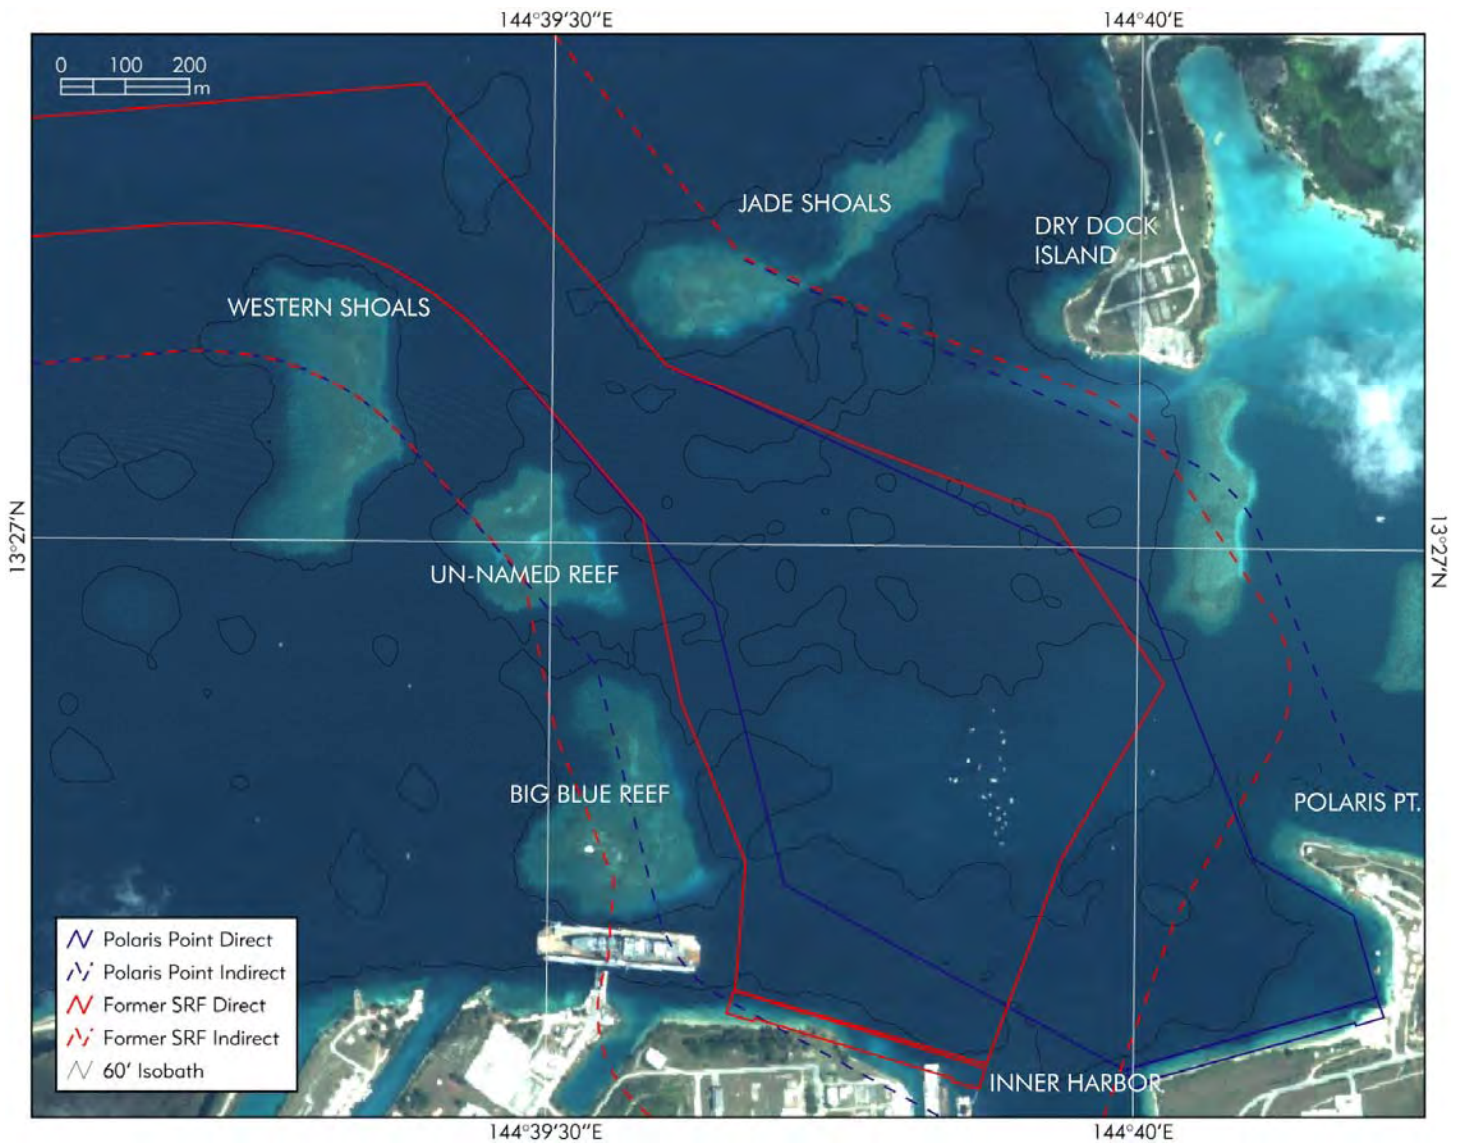 144°39'30"E
144°40'E
0 100 200
m
JADE SHOALS
DRY DOCK
ISLAND
WESTERN SHOALS
13°27'N
13°27'N
UN-NAMED REEF
BIG BLUE REEF
POLARIS PT.
Polaris Point Direct
Polaris Point Indirect
Former SRF Direct
Former SRF Indirect
60' Isobath
INNER HARBOR
144°39'30"E
144°40'E